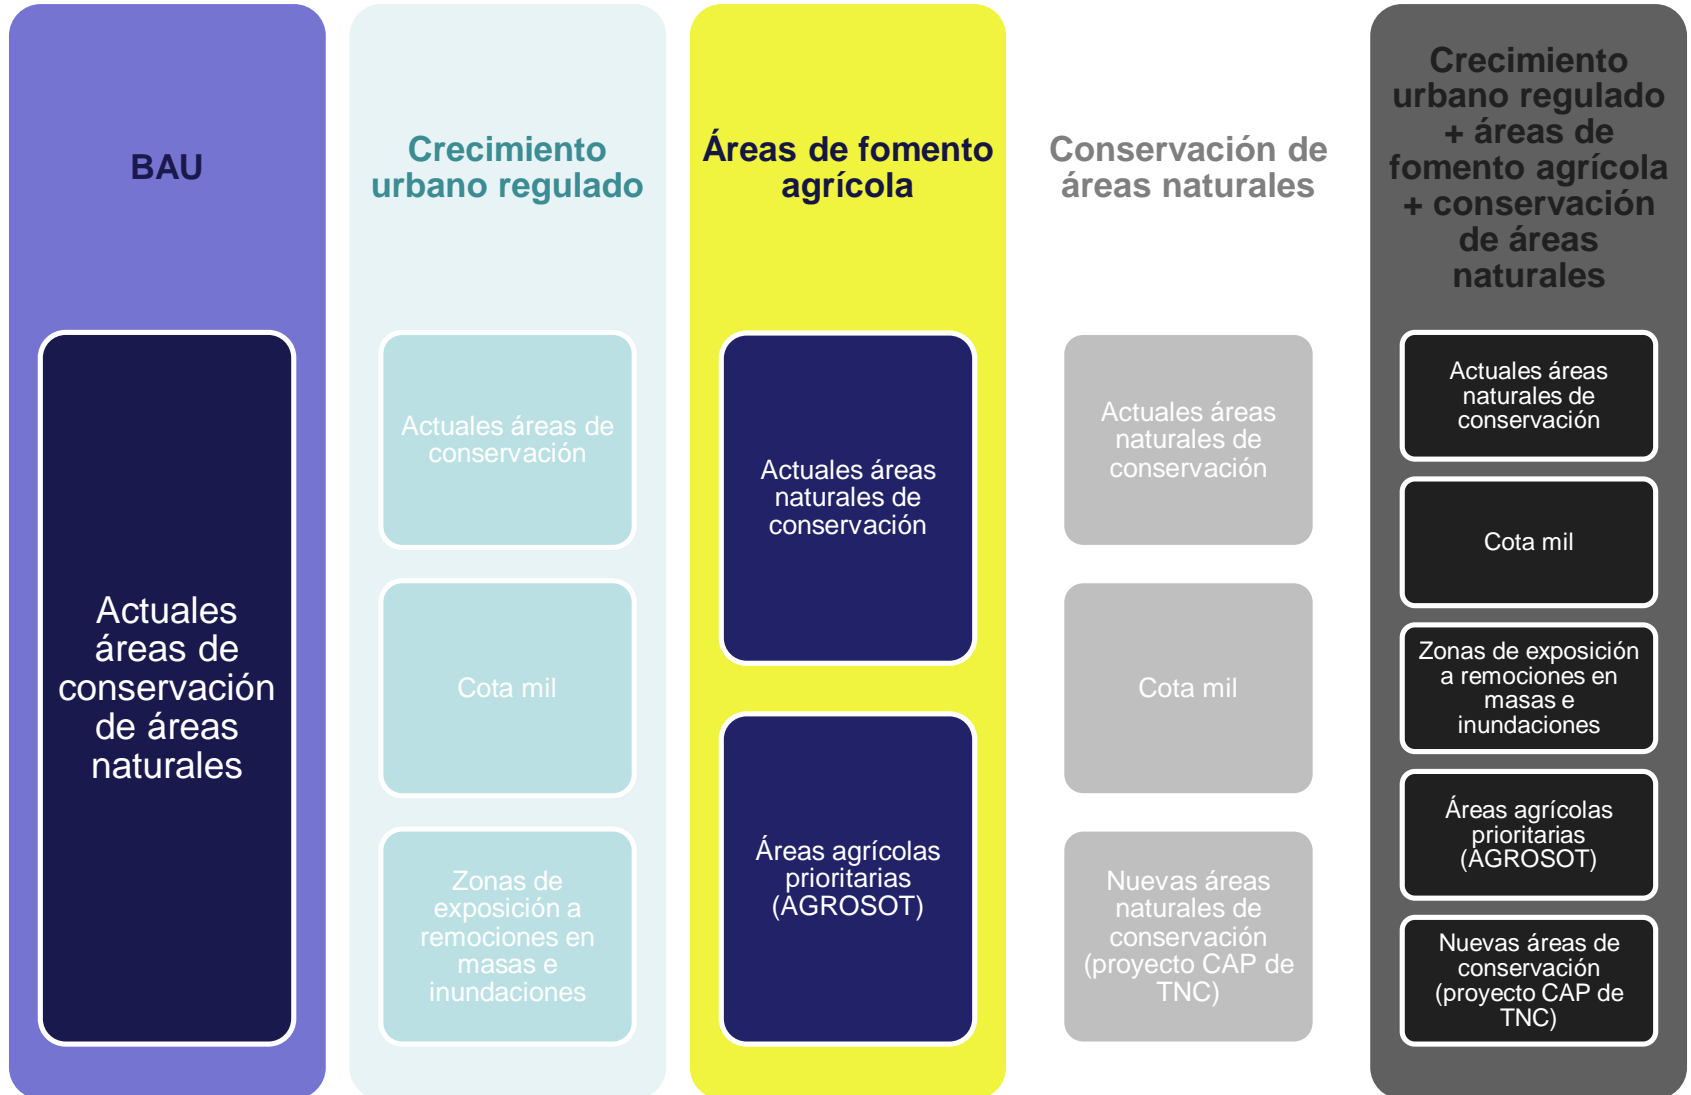 BAU
Actuales
áreas de
conservación
de áreas
naturales
Crecimiento
urbano regulado
Actuales áreas de
conservación
Cota mil
Zonas de
exposición a
remociones en
masas e
inundaciones
Áreas de fomento
agrícola
Actuales áreas
naturales de
conservación
Áreas agrícolas
prioritarias
(AGROSOT)
Conservación de
áreas naturales
Actuales áreas
naturales de
conservación
Cota mil
Nuevas áreas
naturales de
conservación
(proyecto CAP de
TNC)
Crecimiento
urbano regulado
+ áreas de
fomento agrícola
+ conservación
de áreas
naturales
Actuales áreas
naturales de
conservación
Cota mil
Zonas de exposición
a remociones en
masas e
inundaciones
Áreas agrícolas
prioritarias
(AGROSOT)
Nuevas áreas de
conservación
(proyecto CAP de
TNC)